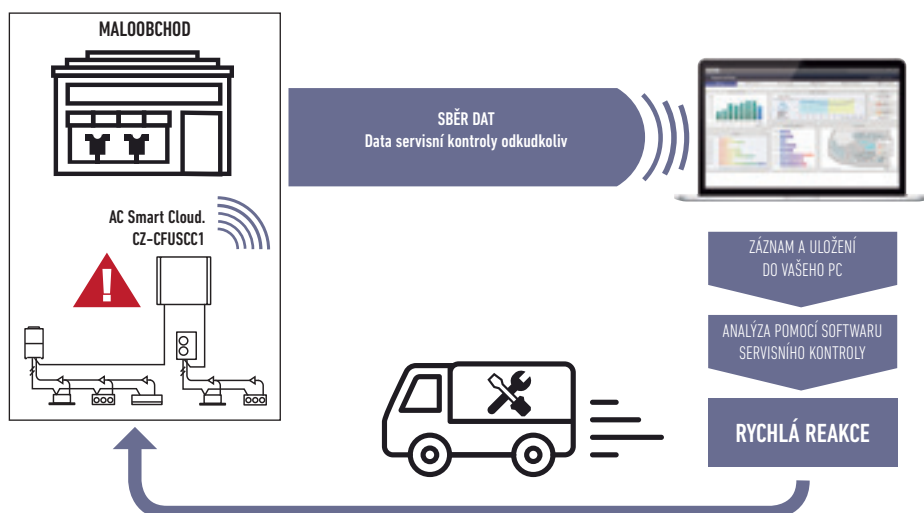 MALOOBCHOD
SBĚR DAT
Data servisní kontroly odkudkoliv
AC Smart Cloud.
CZ-CFUSCC1
ZÁZNAM A ULOŽENÍ
DO VAŠEHO PC
ANALÝZA POMOCÍ SOFTWARU
SERVISNÍHO KONTROLY
RYCHLÁ REAKCE